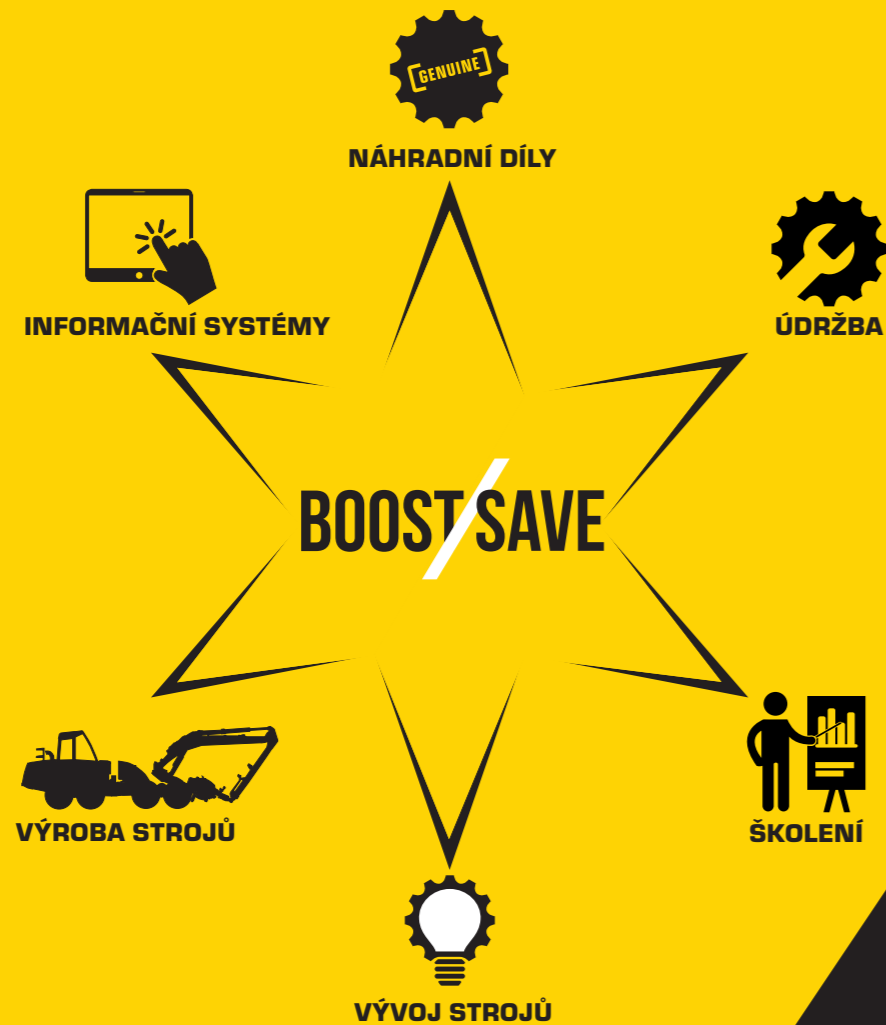 [GENUINE]
NÁHRADNÍ DÍLY
INFORMAČNÍ SYSTÉMY
ÚDRŽBA
BOOST/SAVE
VÝROBA STROJŮ
ŠKOLENÍ
VÝVOJ STROJŮ